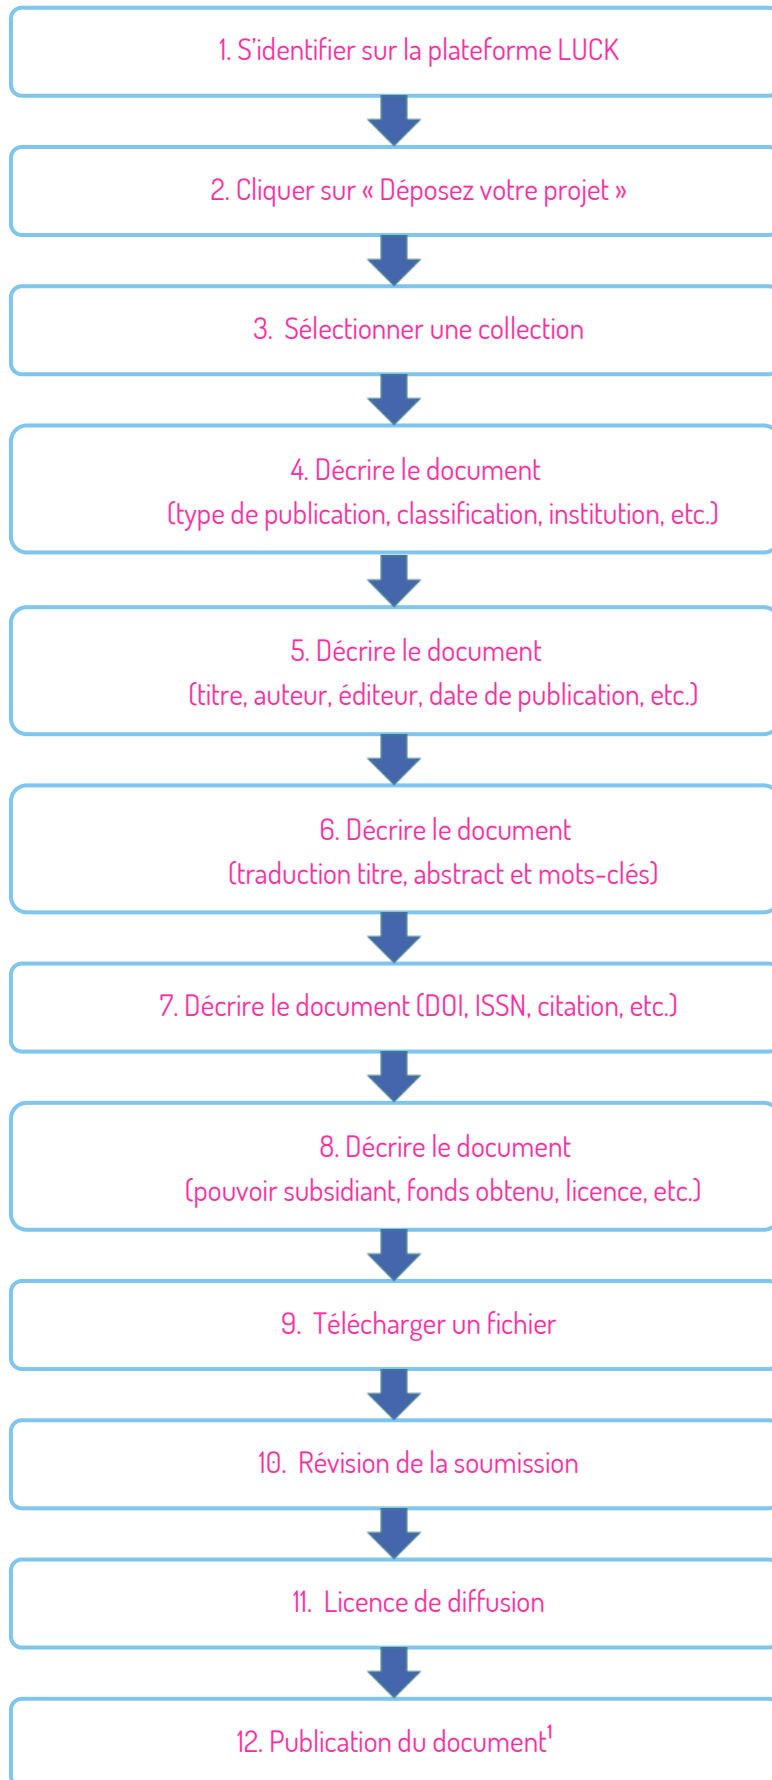 1. S’identifier sur la plateforme LUCK
2. Cliquer sur « Déposez votre projet »
3. Sélectionner une collection
4. Décrire le document
(type de publication, classification, institution, etc.)
5. Décrire le document
(titre, auteur, éditeur, date de publication, etc.)
6. Décrire le document
(traduction titre, abstract et mots-clés)
7. Décrire le document (DOI, ISSN, citation, etc.)
8. Décrire le document
(pouvoir subsidiant, fonds obtenu, licence, etc.)
9. Télécharger un fichier
10. Révision de la soumission
11. Licence de diffusion
12. Publication du document¹